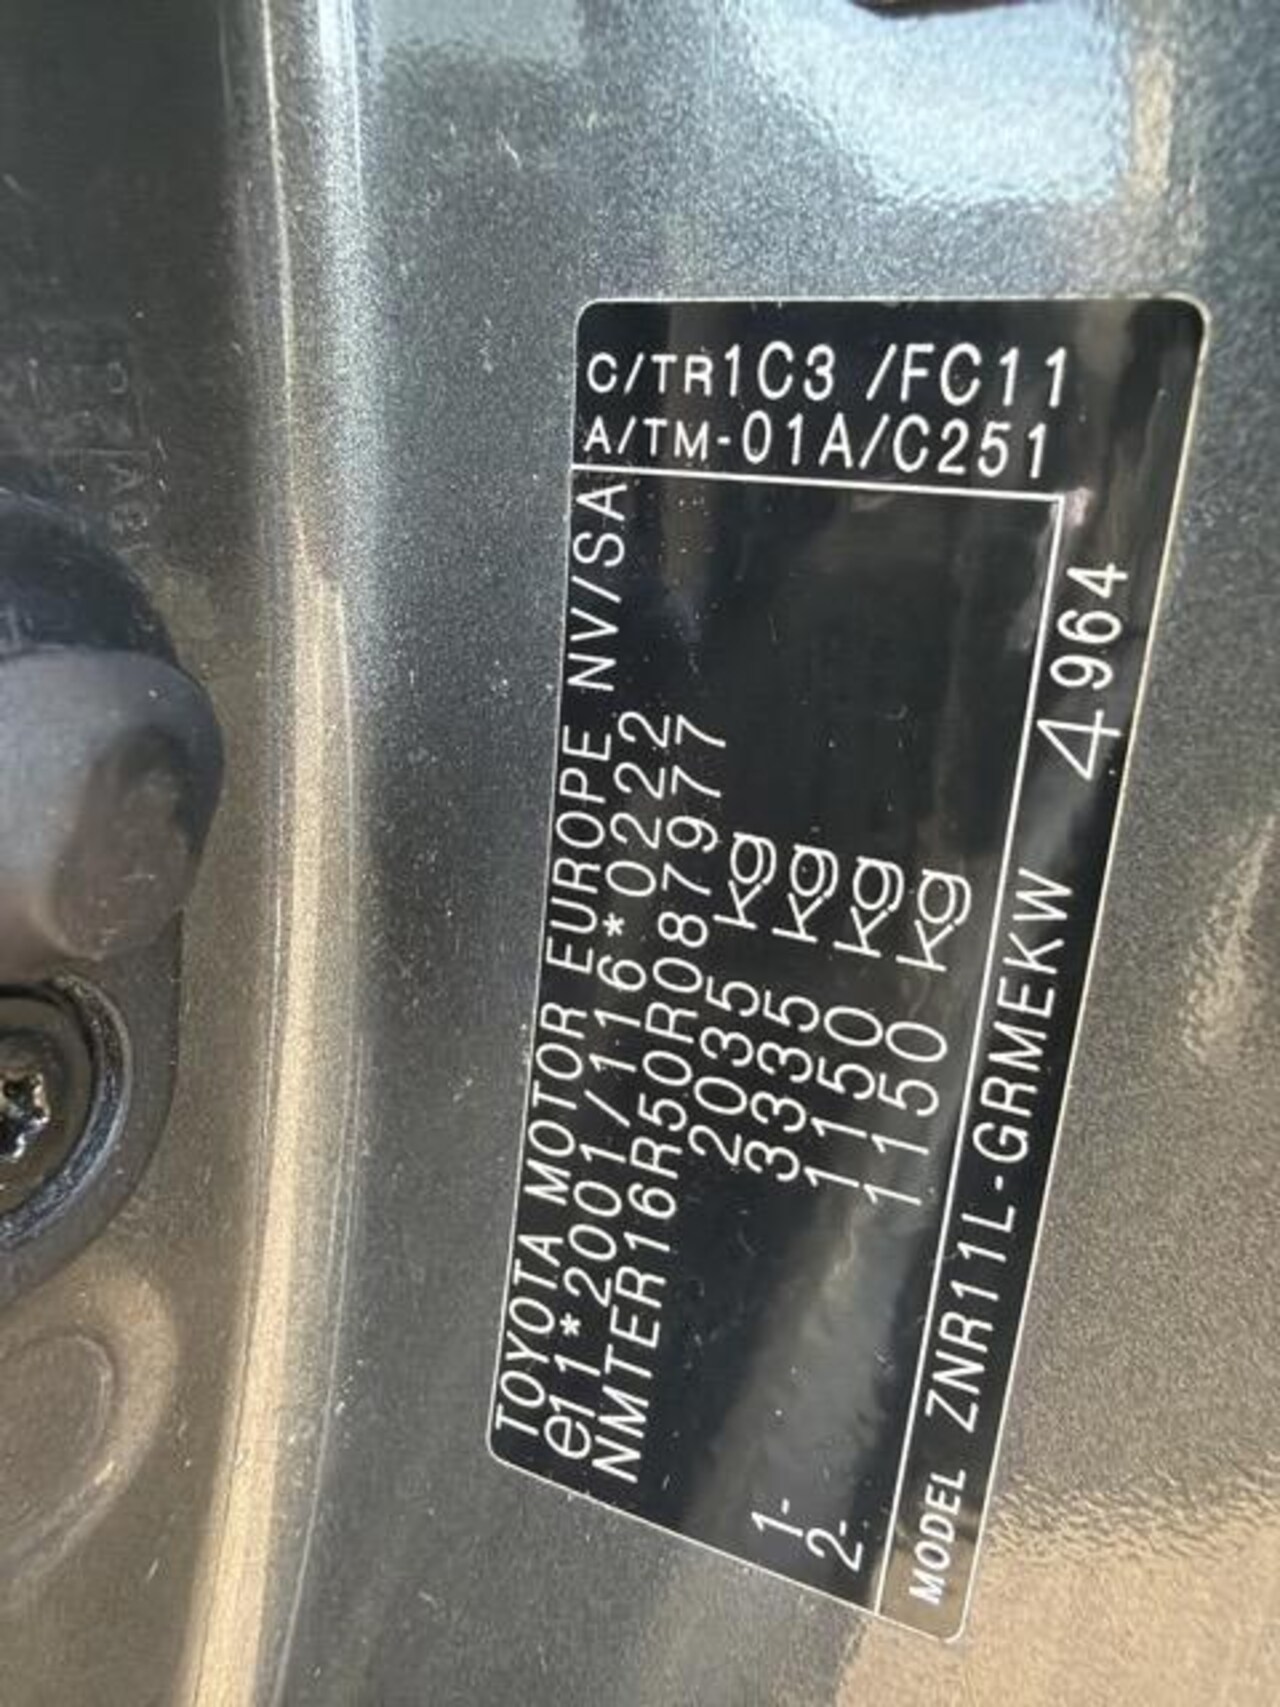 TOYOTA MOTOR EUROPE NV/SA
e11*2001/116*0222
NMTER16R50R087977
2035 kg
3335 kg
1- 1150 kg
2- 1150 kg
MODEL ZNR11L-GRMEKW 4964
C/TR1C3 /FC11
A/TM-01A/C251